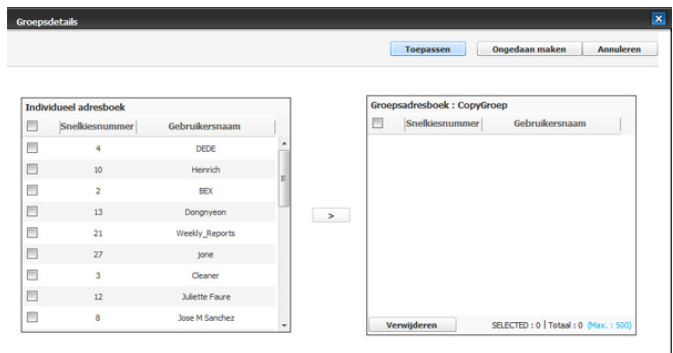 Groepsdetails
Toepassen Ongedaan maken Annuleren
Individueel adresboek
Snelkiesnummer Gebruikersnaam
4 DEDE
10 Heinrich
2 BEX
13 Dongnyeon
21 Weekly_Reports
27 jone
3 Cleaner
12 Juliette Faure
8 Jose M Sanchez
>
Groepsadresboek : CopyGroep
Snelkiesnummer Gebruikersnaam
Verwijderen SELECTED : 0 | Totaal : 0 (Max. : 500)